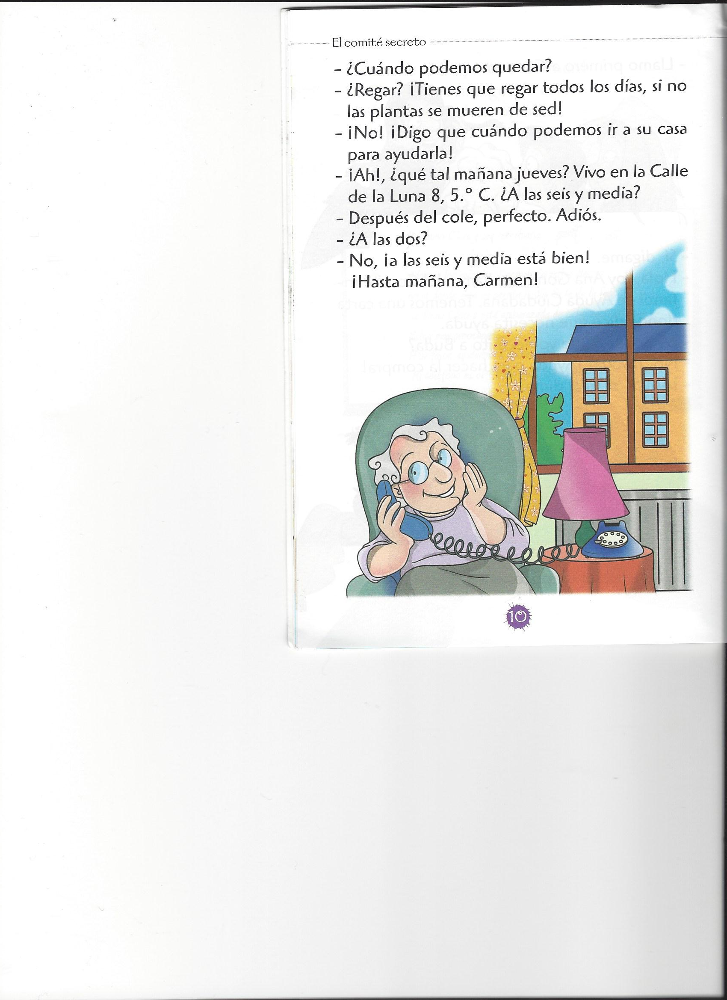 El comité secreto
- ¿Cuándo podemos quedar?
- ¿Regar? ¡Tienes que regar todos los días, si no
las plantas se mueren de sed!
- ¡No! ¡Digo que cuándo podemos ir a su casa
para ayudarla!
- ¡Ah!, ¿qué tal mañana jueves? Vivo en la Calle
de la Luna 8, 5.º C. ¿A las seis y media?
- Después del cole, perfecto. Adiós.
- ¿A las dos?
- No, ¡a las seis y media está bien!
¡Hasta mañana, Carmen!
10